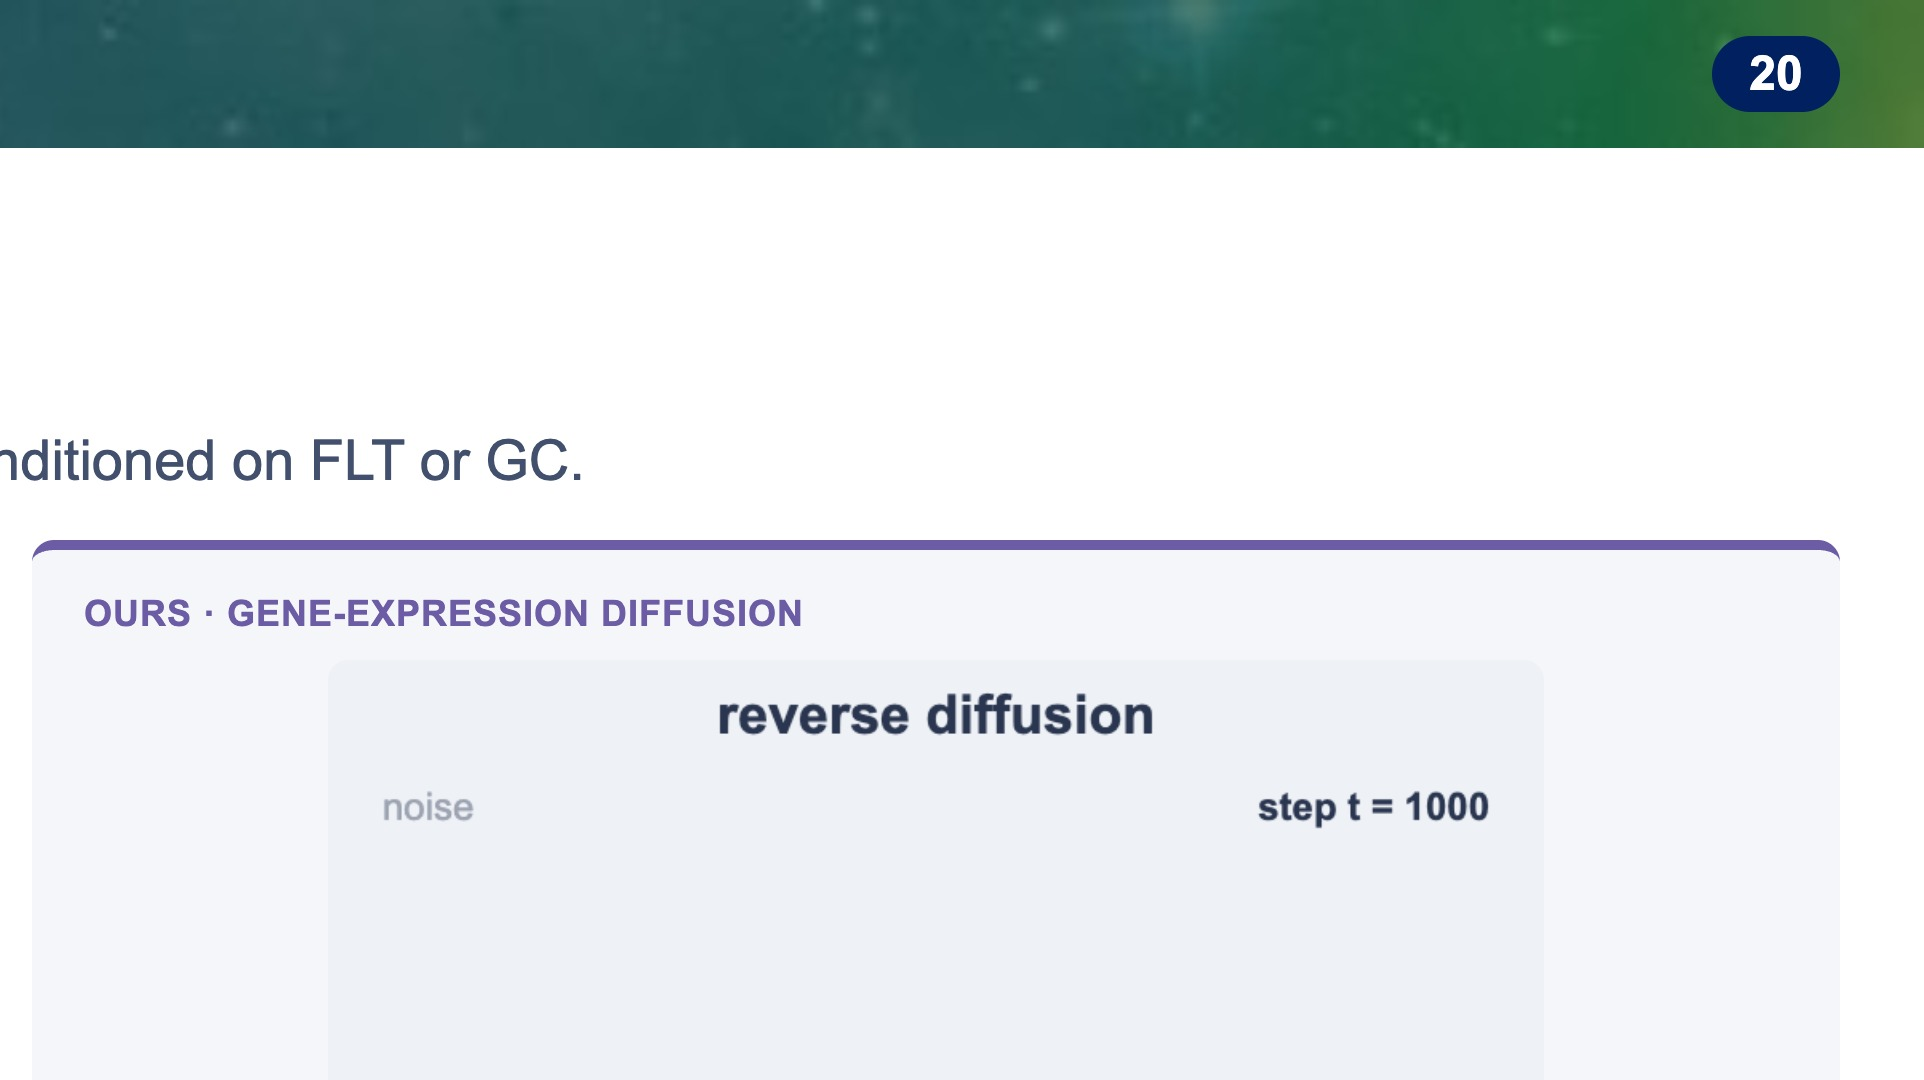 20
nditioned on FLT or GC.
OURS · GENE-EXPRESSION DIFFUSION
reverse diffusion
noise step t = 1000